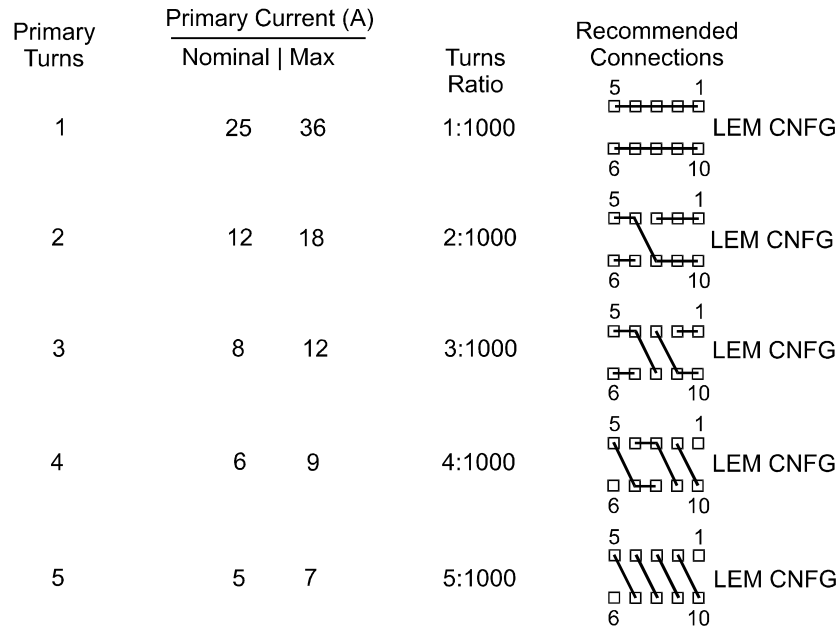 Primary Turns
Primary Current (A)
Nominal | Max
Turns Ratio
Recommended Connections
1 25 36 1:1000 5 1 LEM CNFG 6 10
2 12 18 2:1000 5 1 LEM CNFG 6 10
3 8 12 3:1000 5 1 LEM CNFG 6 10
4 6 9 4:1000 5 1 LEM CNFG 6 10
5 5 7 5:1000 5 1 LEM CNFG 6 10